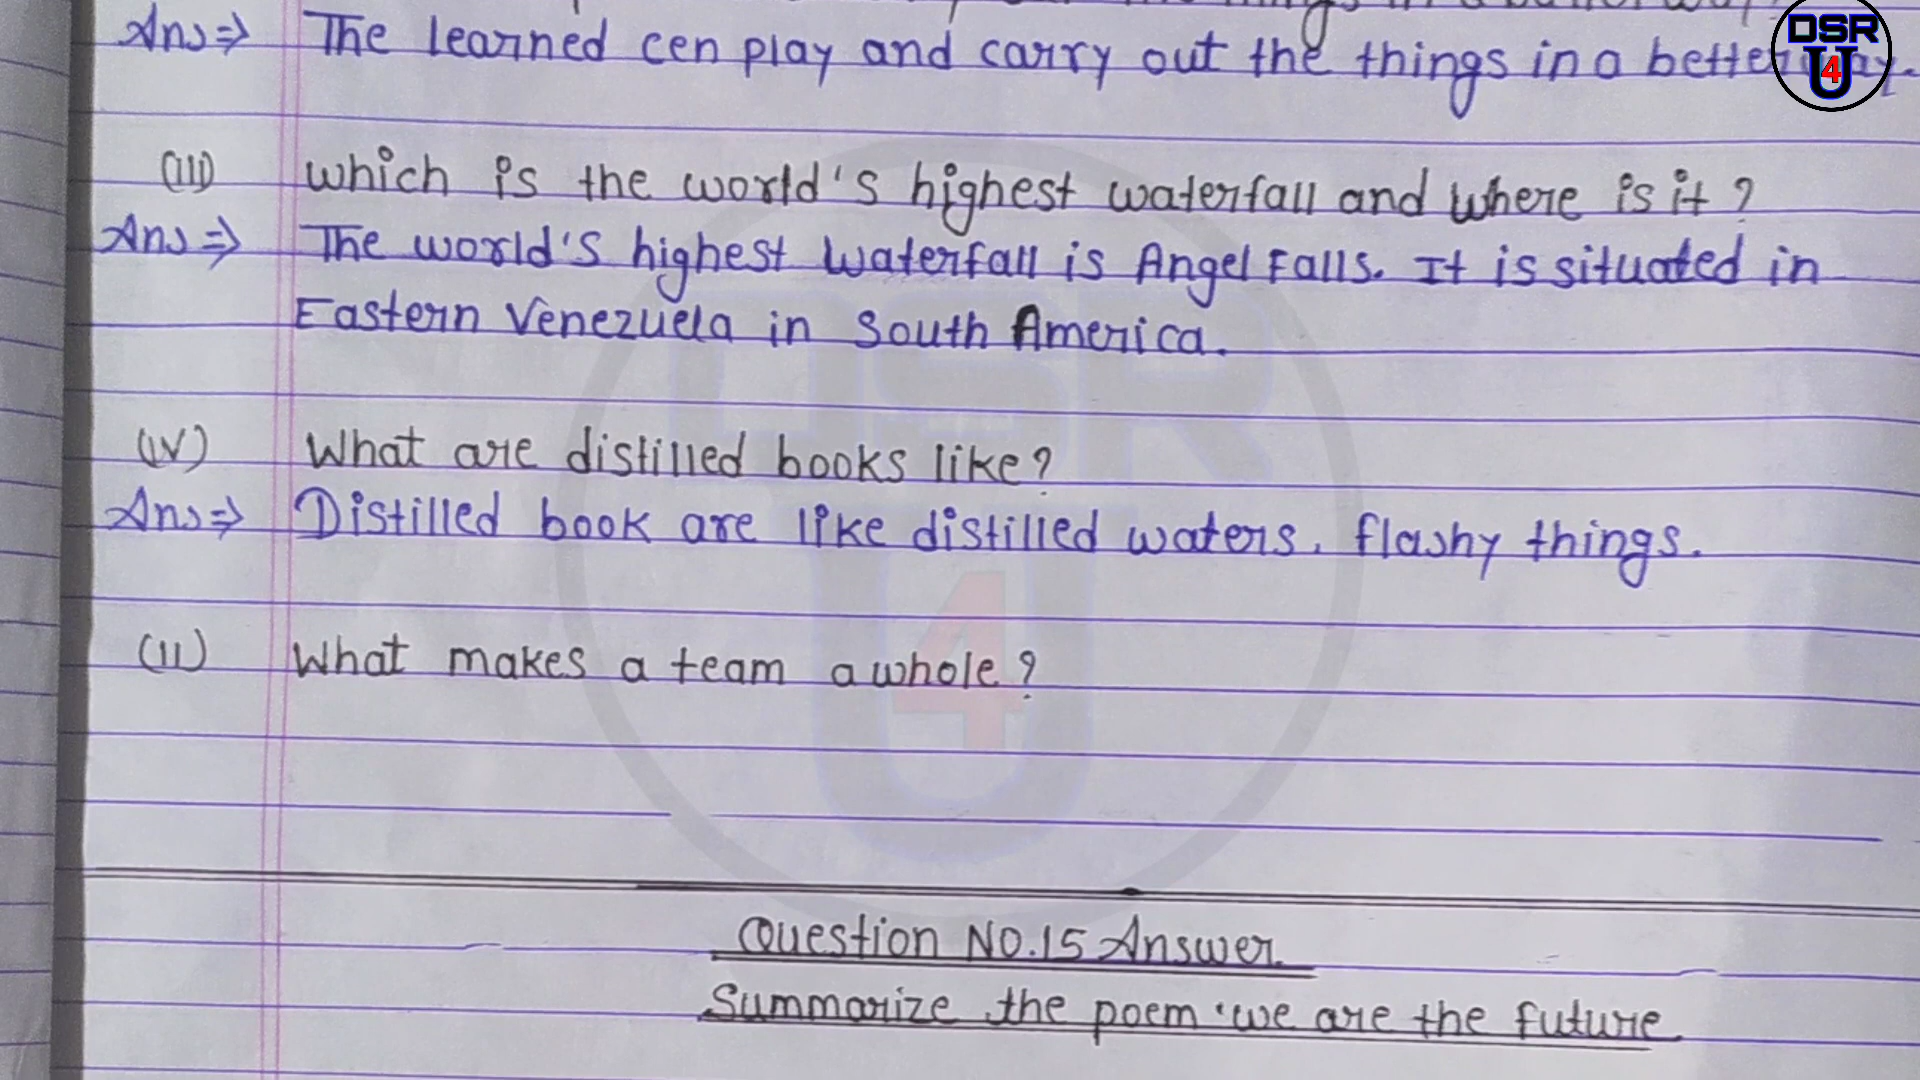 Ans⇒ The learned cen play and carry out the things in a better way.
DSR
U
4
(III) which is the world's highest waterfall and where is it?
Ans⇒ The world's highest waterfall is Angel Falls. It is situated in
Eastern Venezuela in South America.
(IV) What are distilled books like?
Ans⇒ Distilled book are like distilled waters. flashy things.
(II) What makes a team a whole?
Question No.15 Answer
Summarize the poem 'we are the future